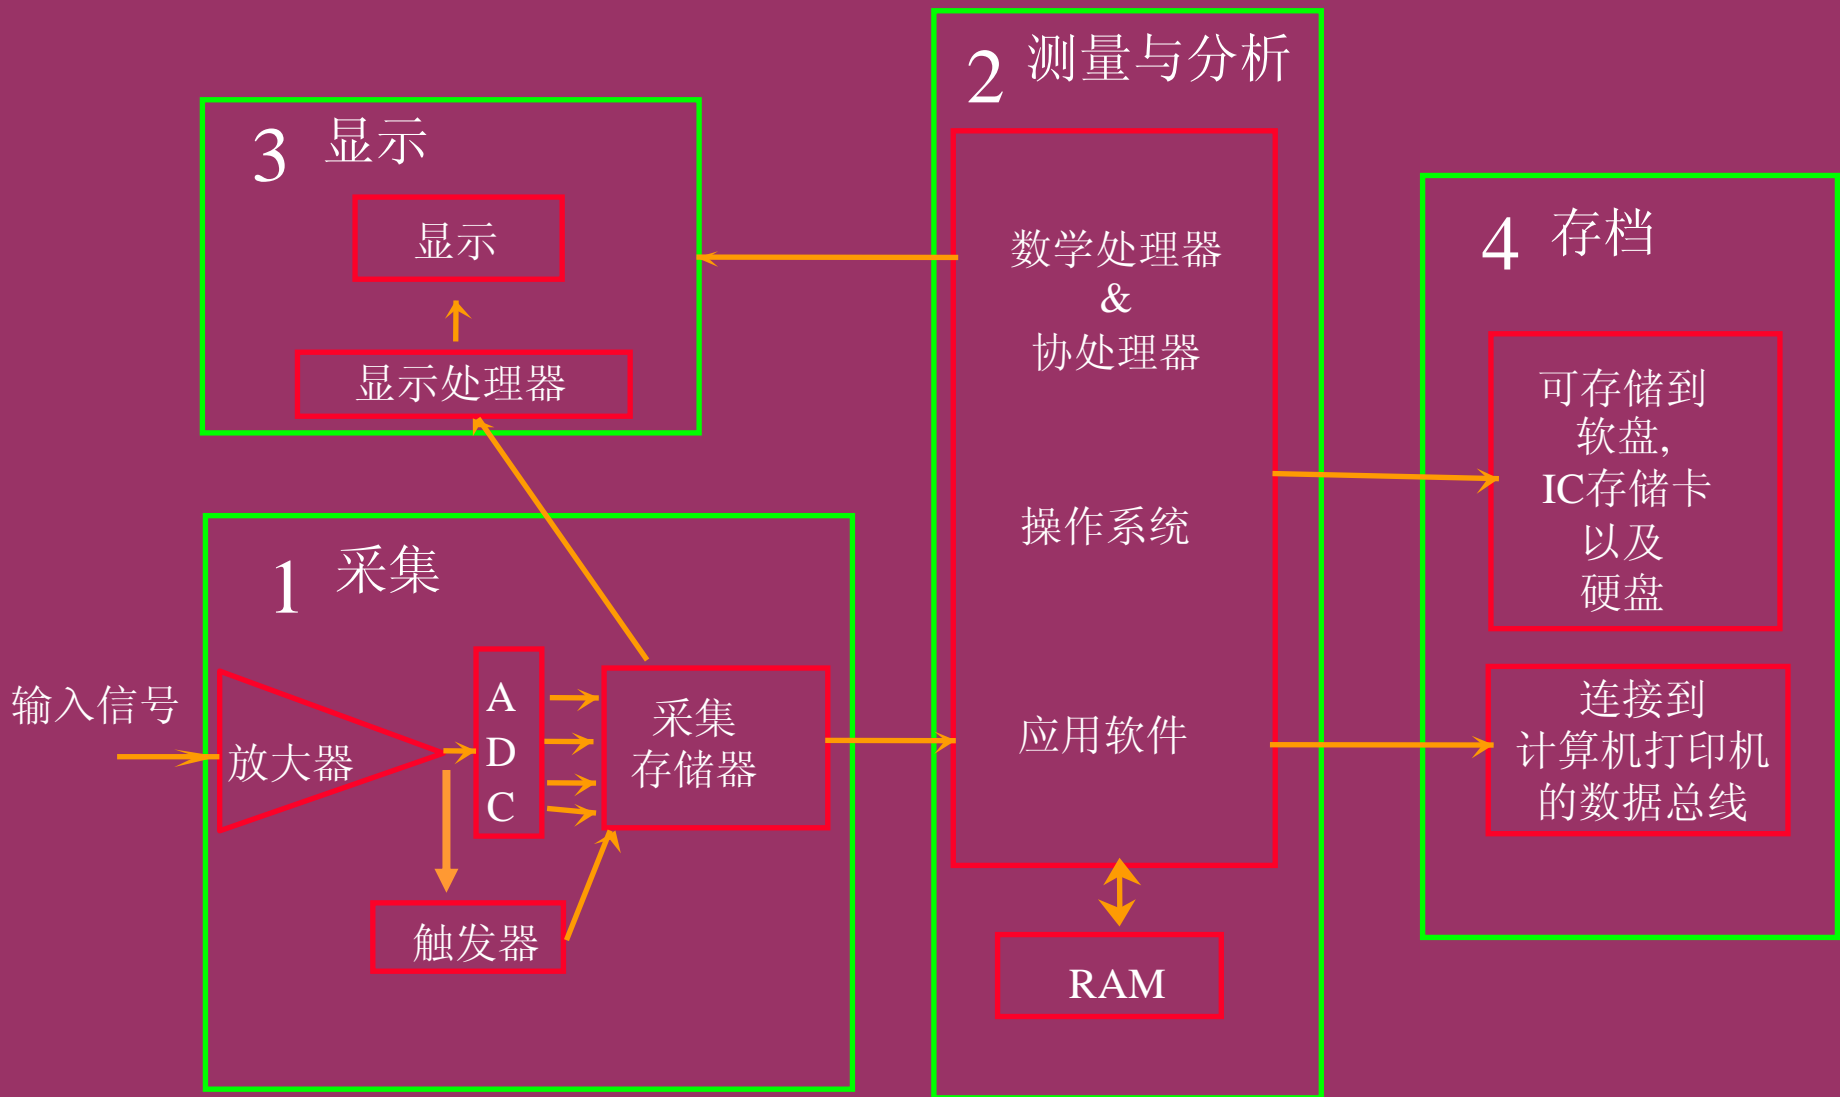 2 测量与分析
3 显示
显示
显示处理器
数学处理器
&
协处理器
操作系统
应用软件
RAM
4 存档
可存储到
软盘,
IC存储卡
以及
硬盘
连接到
计算机打印机
的数据总线
1 采集
输入信号
放大器
A
D
C
采集
存储器
触发器